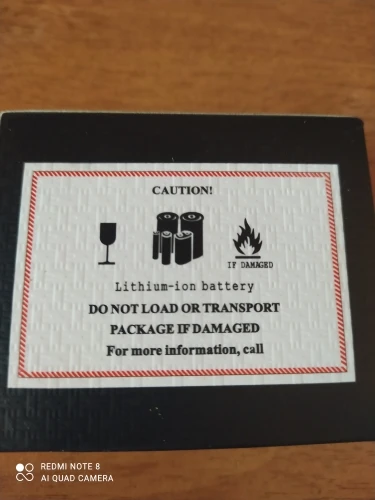 CAUTION!
IF DAMAGED
Lithium-ion battery
DO NOT LOAD OR TRANSPORT
PACKAGE IF DAMAGED
For more information, call
REDMI NOTE 8
AI QUAD CAMERA